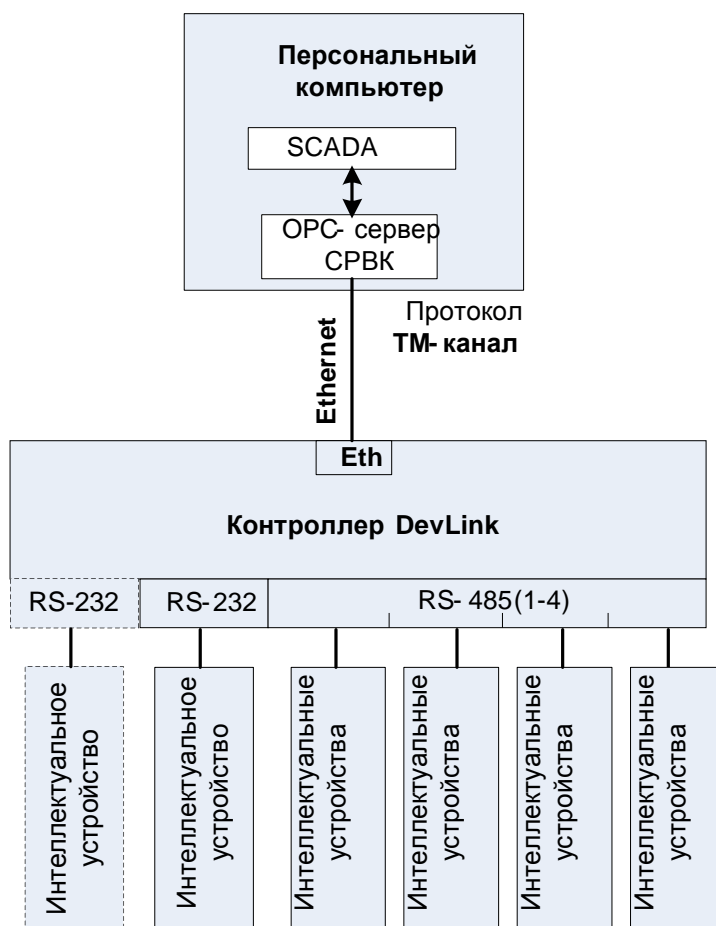 Персональный
компьютер
SCADA
OPC- сервер
СРВК
Протокол
ТМ- канал
Ethernet
Eth
Контроллер DevLink
RS-232
RS- 232
RS- 485 (1-4)
Интеллектуальное
устройство
Интеллектуальное
устройство
Интеллектуальные
устройства
Интеллектуальные
устройства
Интеллектуальные
устройства
Интеллектуальные
устройства